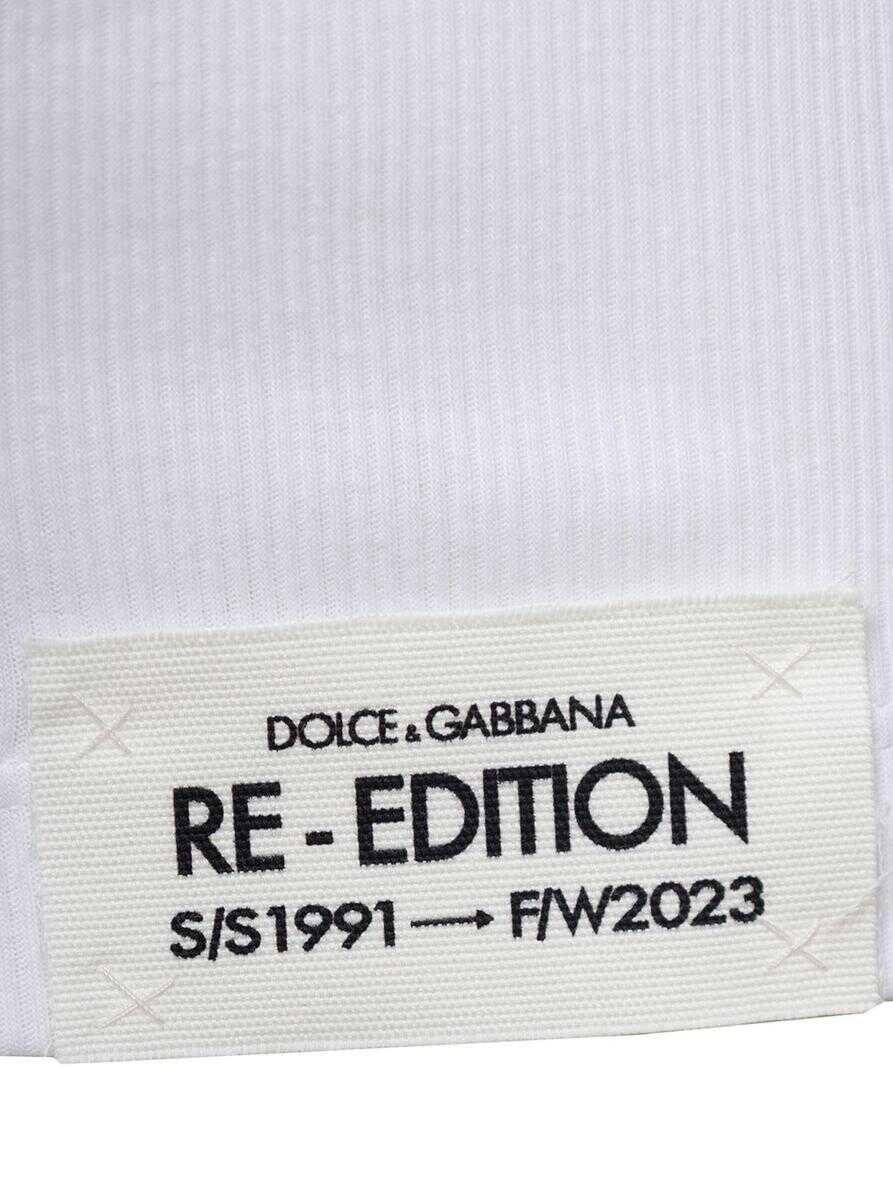 DOLCE & GABBANA
RE - EDITION
S/S1991 → F/W2023